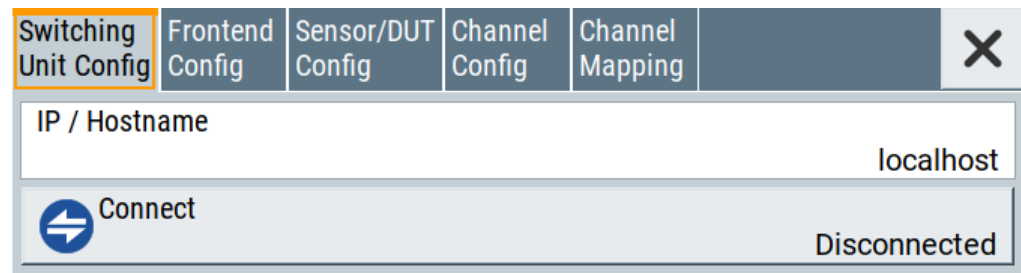 Switching Unit Config
Frontend Config
Sensor/DUT Config
Channel Config
Channel Mapping
IP / Hostname
localhost
Connect
Disconnected